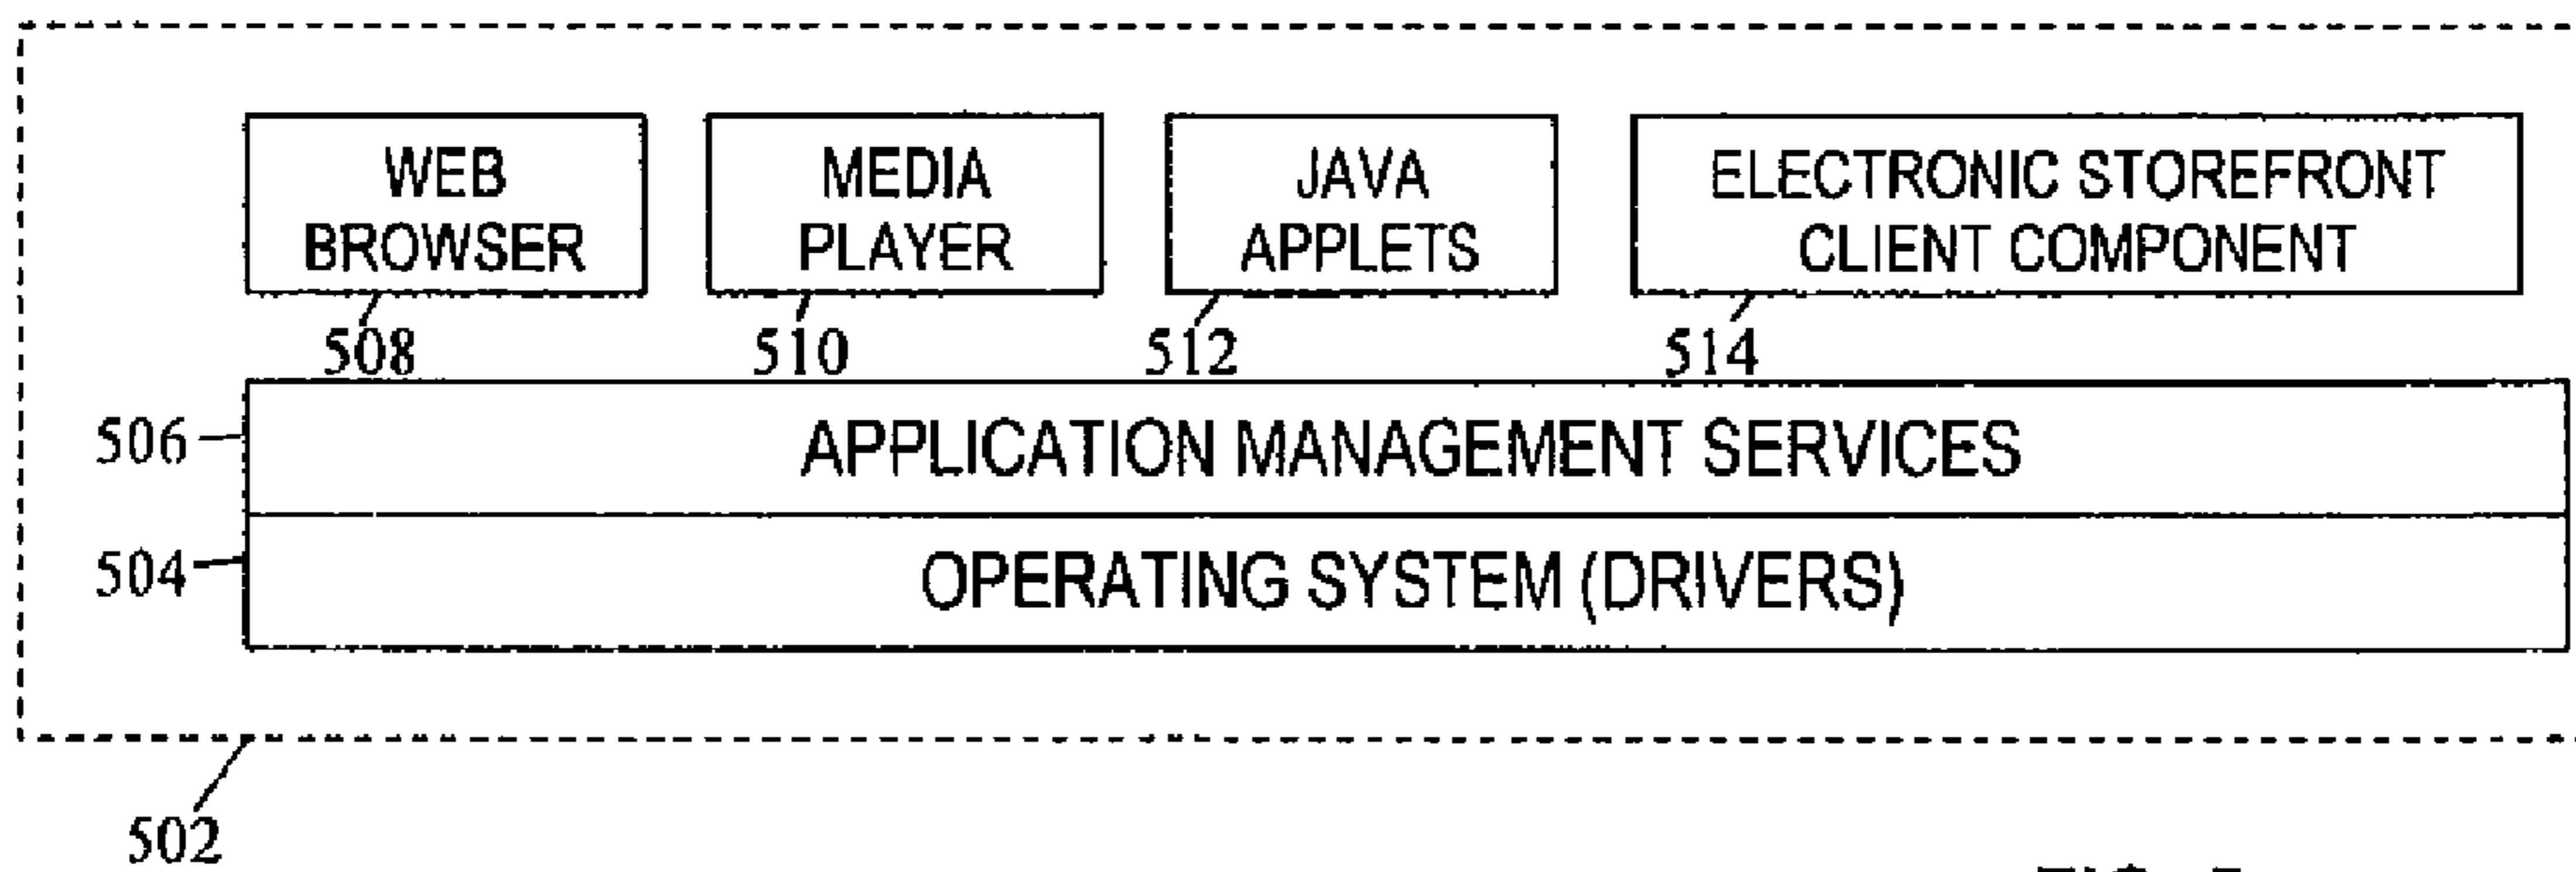 WEB
BROWSER
MEDIA
PLAYER
JAVA
APPLETS
ELECTRONIC STOREFRONT
CLIENT COMPONENT
508
510
512
514
506
APPLICATION MANAGEMENT SERVICES
504
OPERATING SYSTEM (DRIVERS)
502